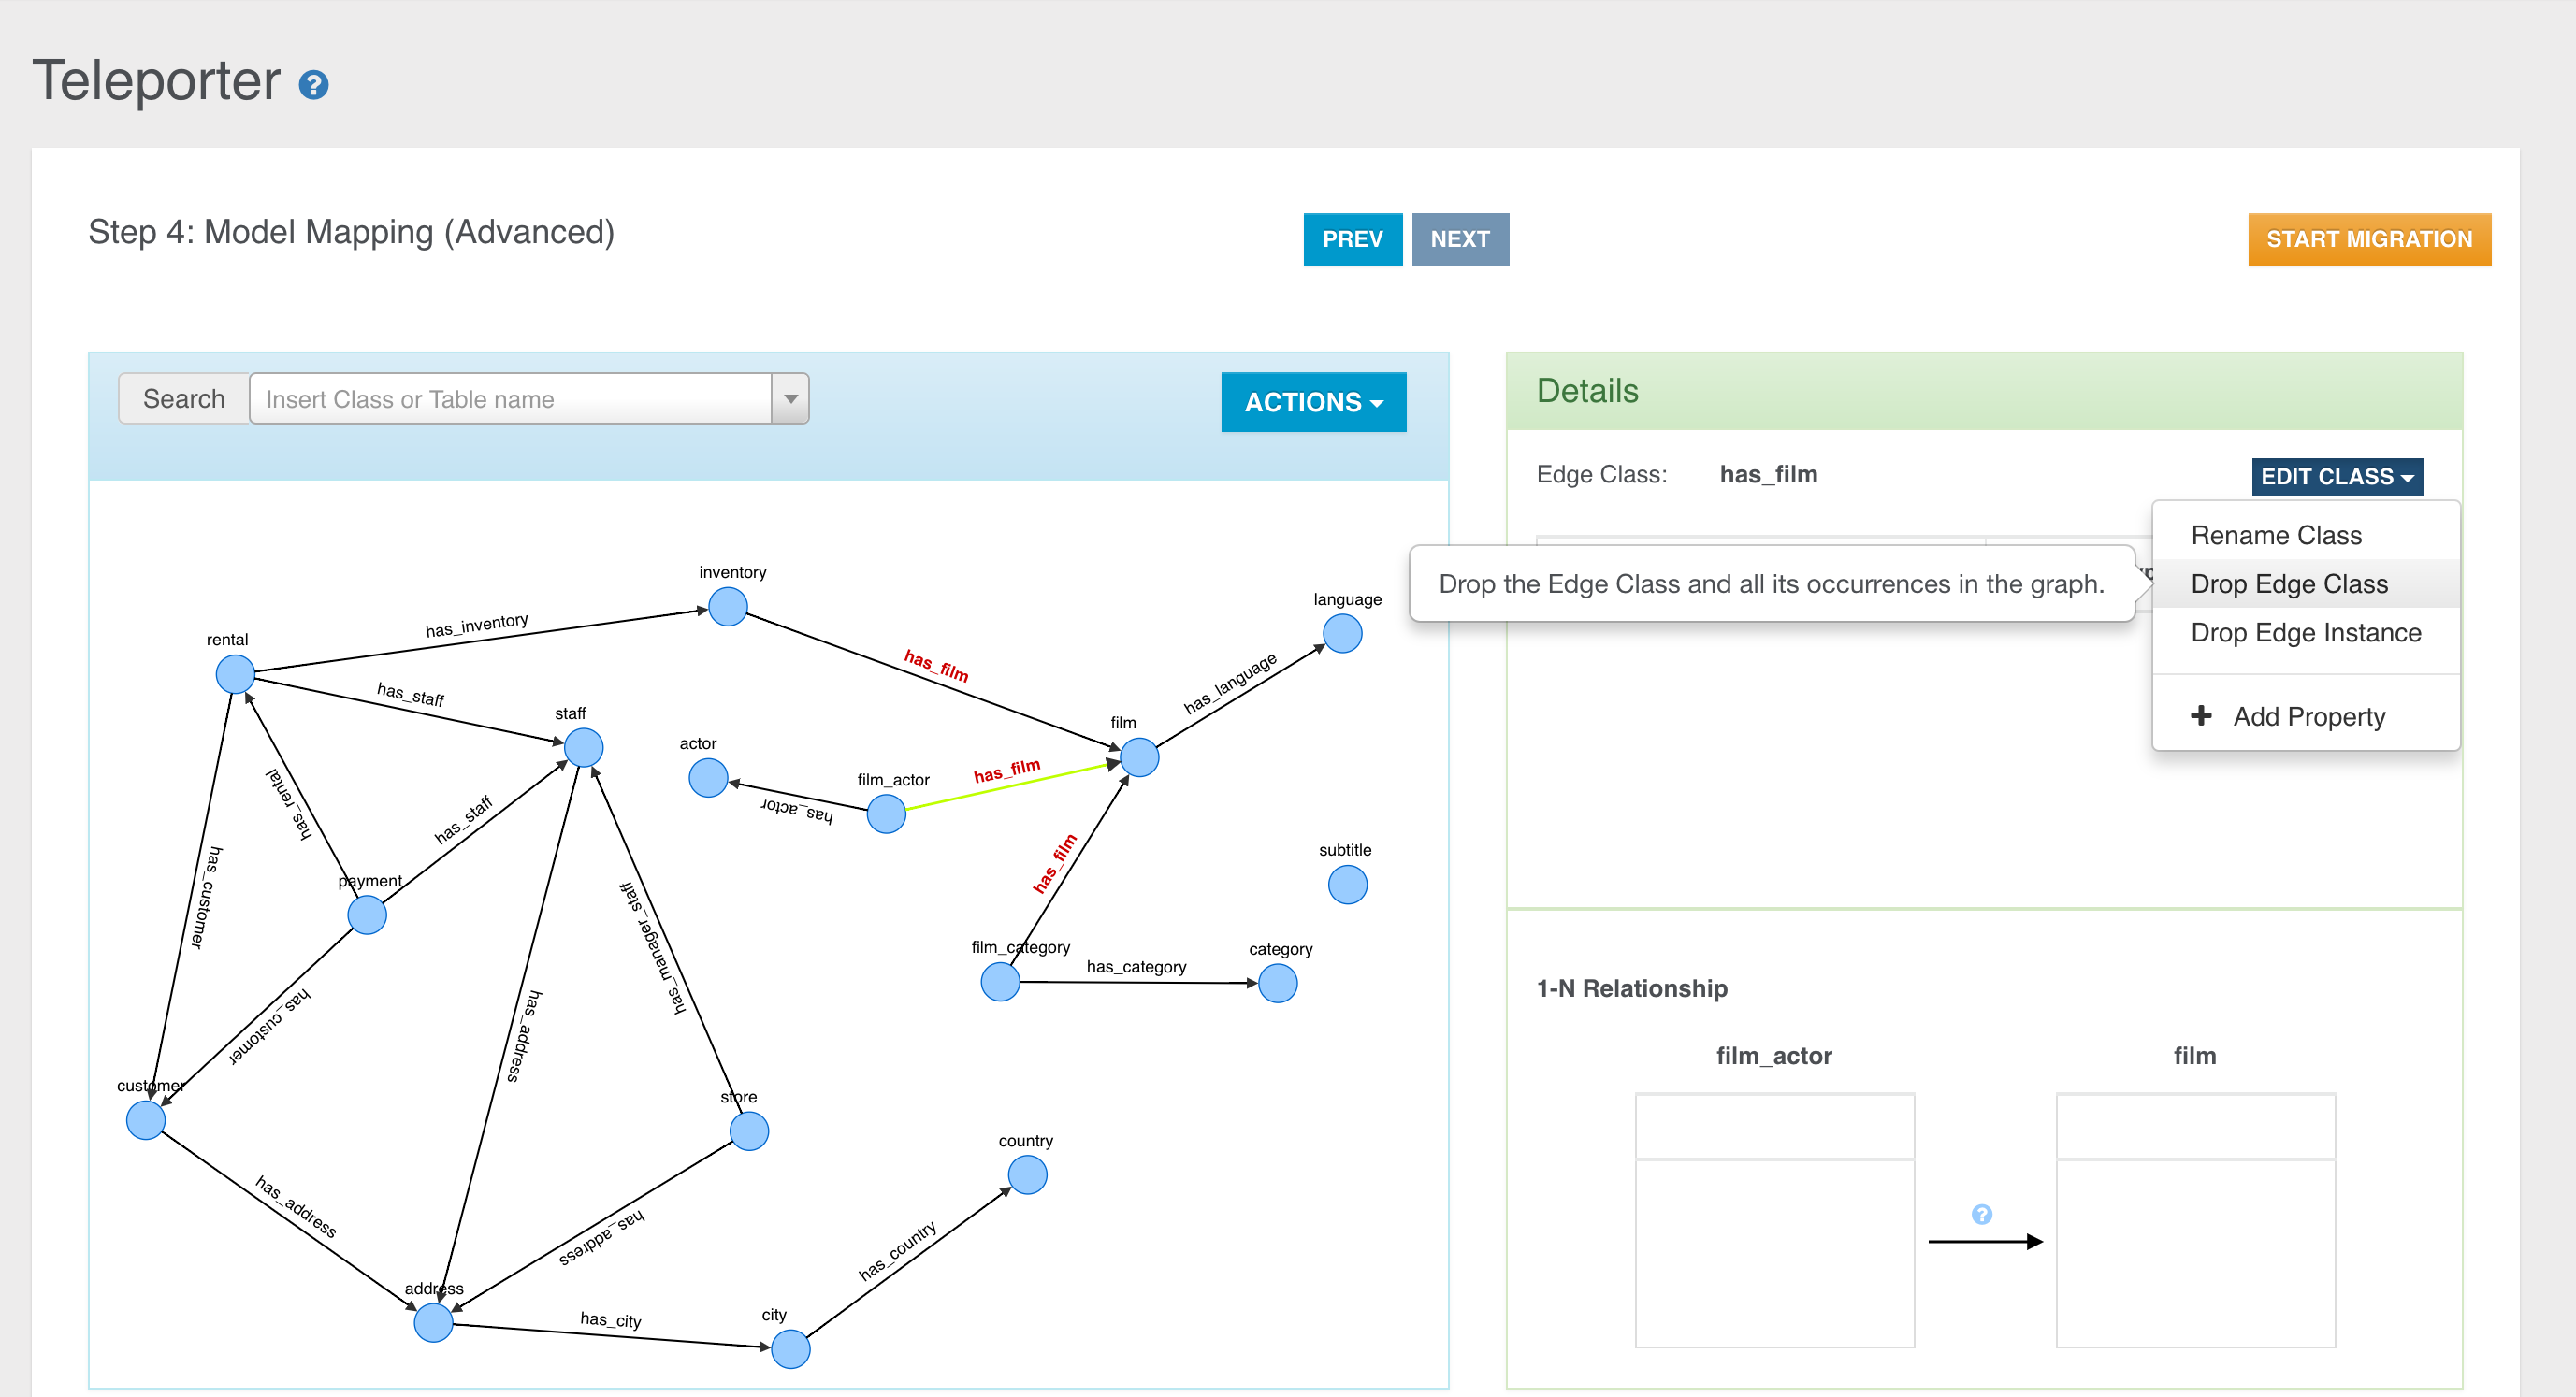 Teleporter ?
Step 4: Model Mapping (Advanced)
PREV
NEXT
START MIGRATION
Search
Insert Class or Table name
ACTIONS
inventory
language
has_inventory
rental
has_film
has_language
has_staff
staff
film
actor
film_actor
has_film
has_actor
has_rental
has_staff
has_film
subtitle
has_customer
payment
has_manager_staff
film_category
category
has_category
has_customer
has_address
customer
store
country
has_address
has_address
has_country
address
has_city
city
Details
Edge Class:
has_film
EDIT CLASS
Rename Class
Drop the Edge Class and all its occurrences in the graph.
Drop Edge Class
Drop Edge Instance
+ Add Property
1-N Relationship
film_actor
film
?